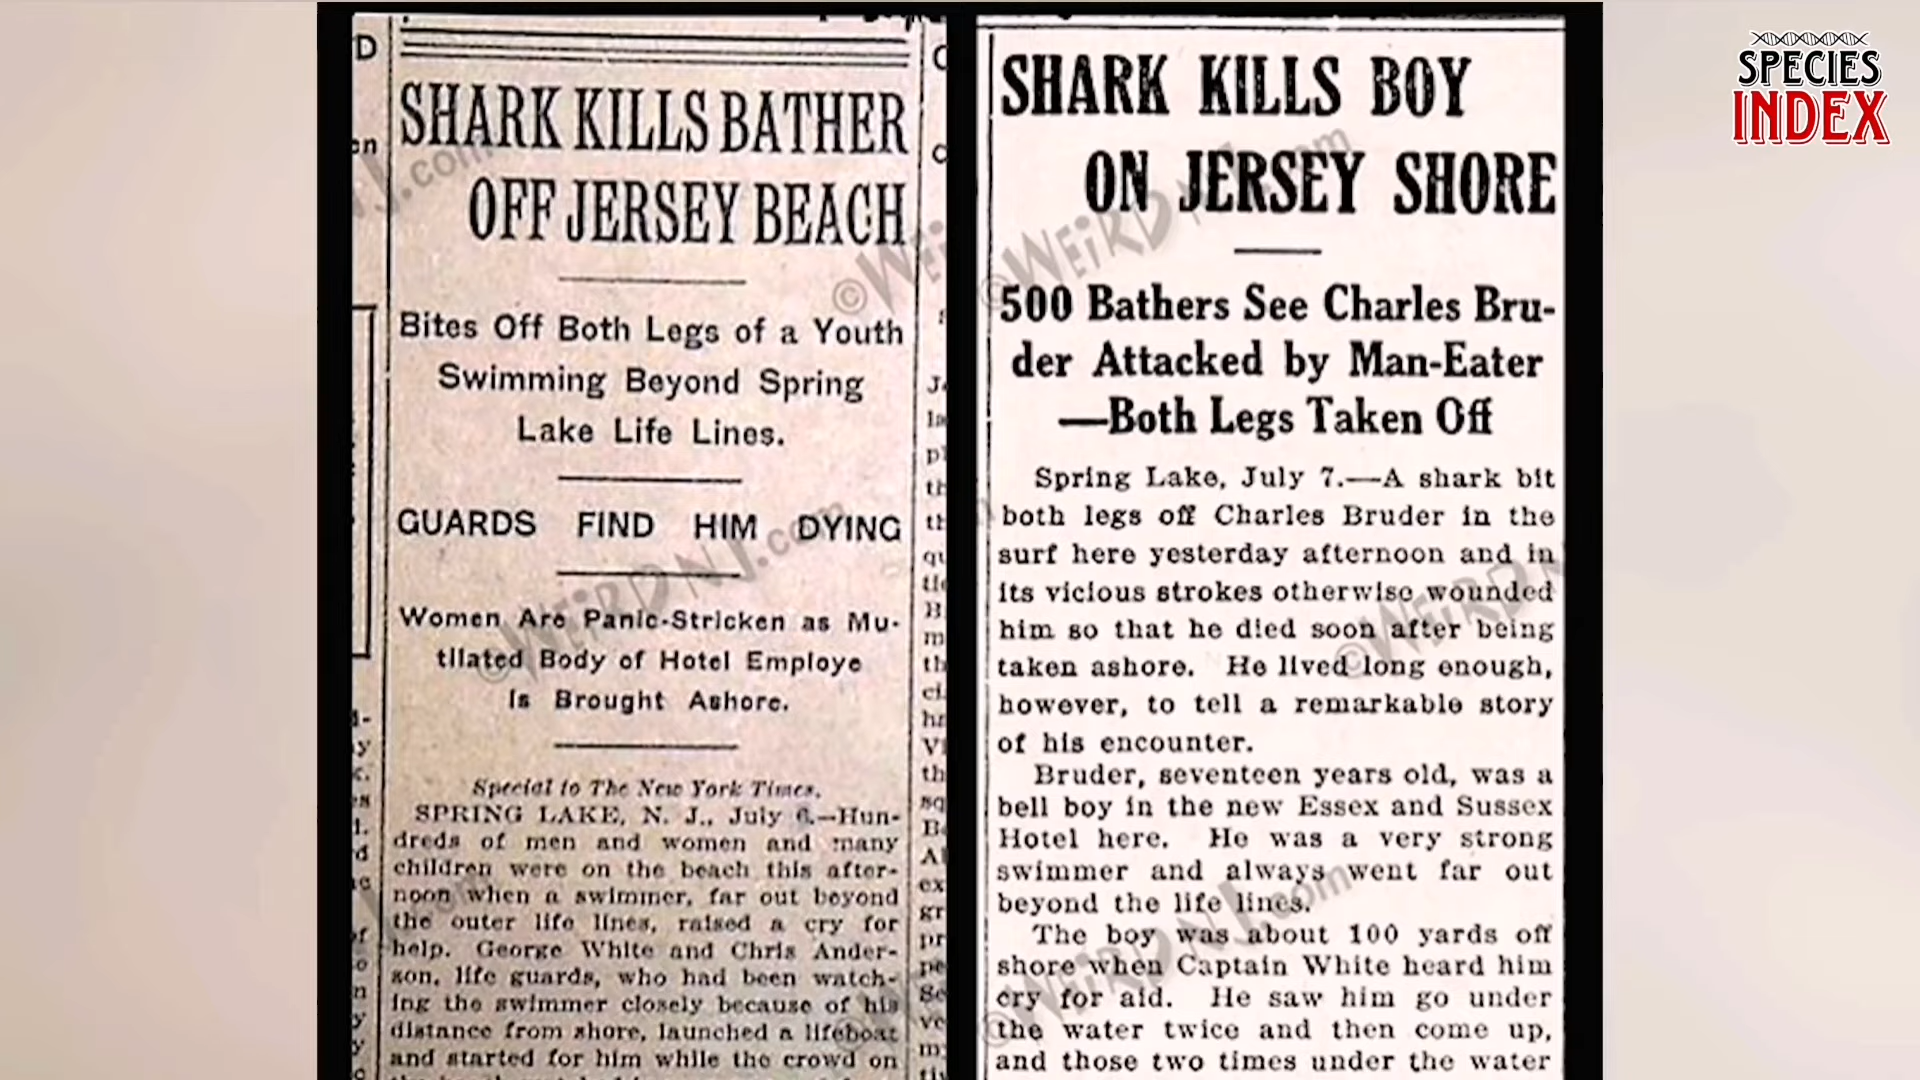 SHARK KILLS BATHER
OFF JERSEY BEACH
Bites Off Both Legs of a Youth
Swimming Beyond Spring
Lake Life Lines.
GUARDS FIND HIM DYING
Women Are Panic-Stricken as Mu-
tilated Body of Hotel Employe
Is Brought Ashore.
Special to The New York Times.
SPRING LAKE, N. J., July 6.—Hun-
dreds of men and women and many
children were on the beach this after-
noon when a swimmer, far out beyond
the outer life lines, raised a cry for
help. George White and Chris Ander-
son, life guards, who had been watch-
ing the swimmer closely because of his
distance from shore, launched a lifeboat
and started for him while the crowd on
SHARK KILLS BOY
ON JERSEY SHORE
500 Bathers See Charles Bru-
der Attacked by Man-Eater
—Both Legs Taken Off
Spring Lake, July 7.—A shark bit
both legs off Charles Bruder in the
surf here yesterday afternoon and in
its vicious strokes otherwise wounded
him so that he died soon after being
taken ashore. He lived long enough,
however, to tell a remarkable story
of his encounter.
Bruder, seventeen years old, was a
bell boy in the new Essex and Sussex
Hotel here. He was a very strong
swimmer and always went far out
beyond the life lines.
The boy was about 100 yards off
shore when Captain White heard him
cry for aid. He saw him go under
the water twice and then come up,
and those two times under the water
SPECIES
INDEX
©WEIRDNJ.com